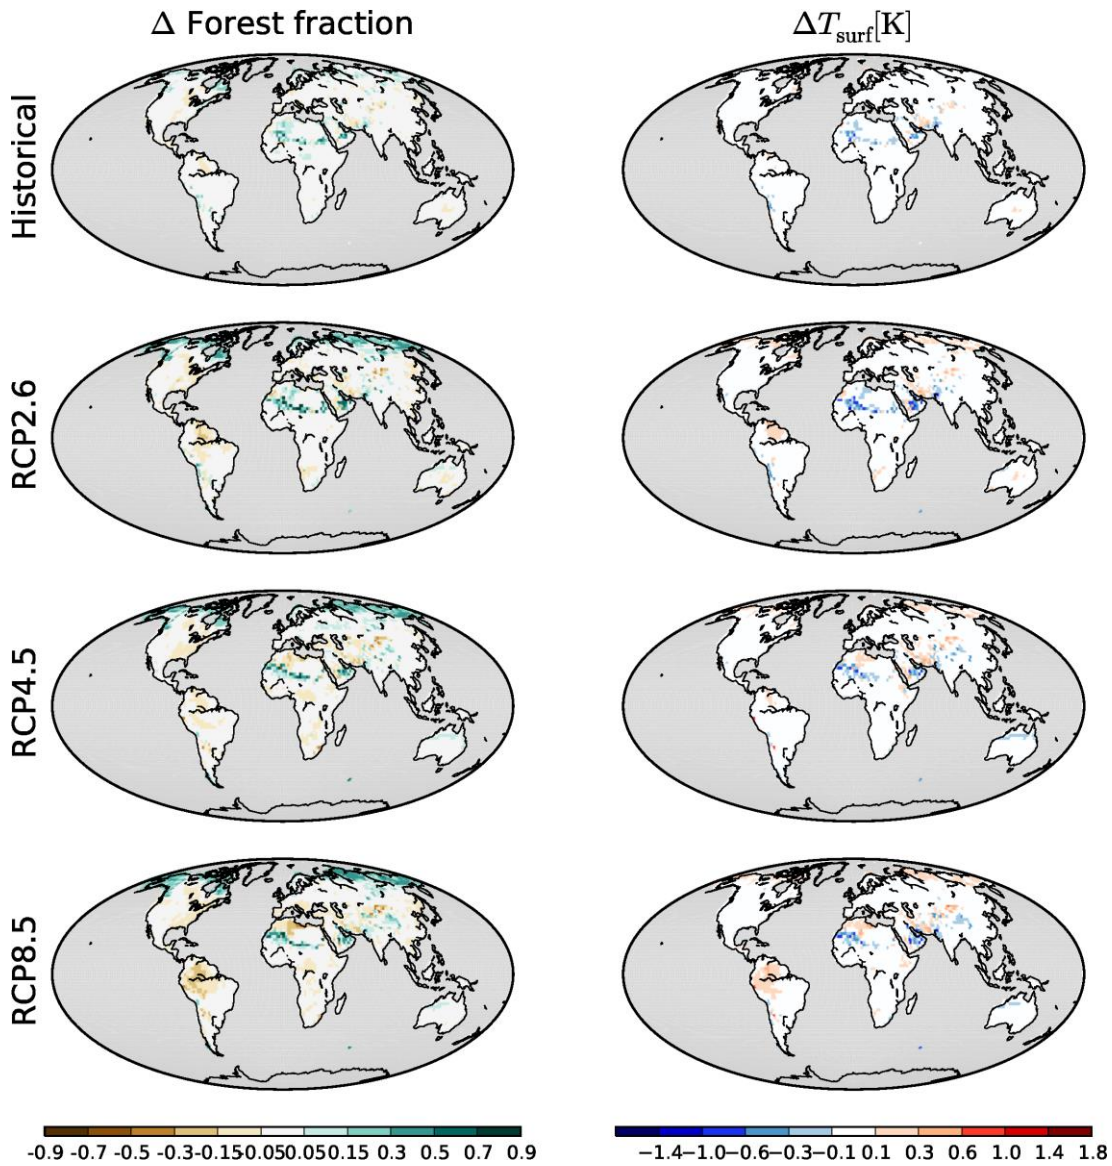 Δ Forest fraction
ΔT_surf[K]
Historical
RCP2.6
RCP4.5
RCP8.5
-0.9 -0.7 -0.5 -0.3 -0.15 -0.05 0.05 0.15 0.3 0.5 0.7 0.9
−1.4 −1.0 −0.6 −0.3 −0.1 0.1 0.3 0.6 1.0 1.4 1.8